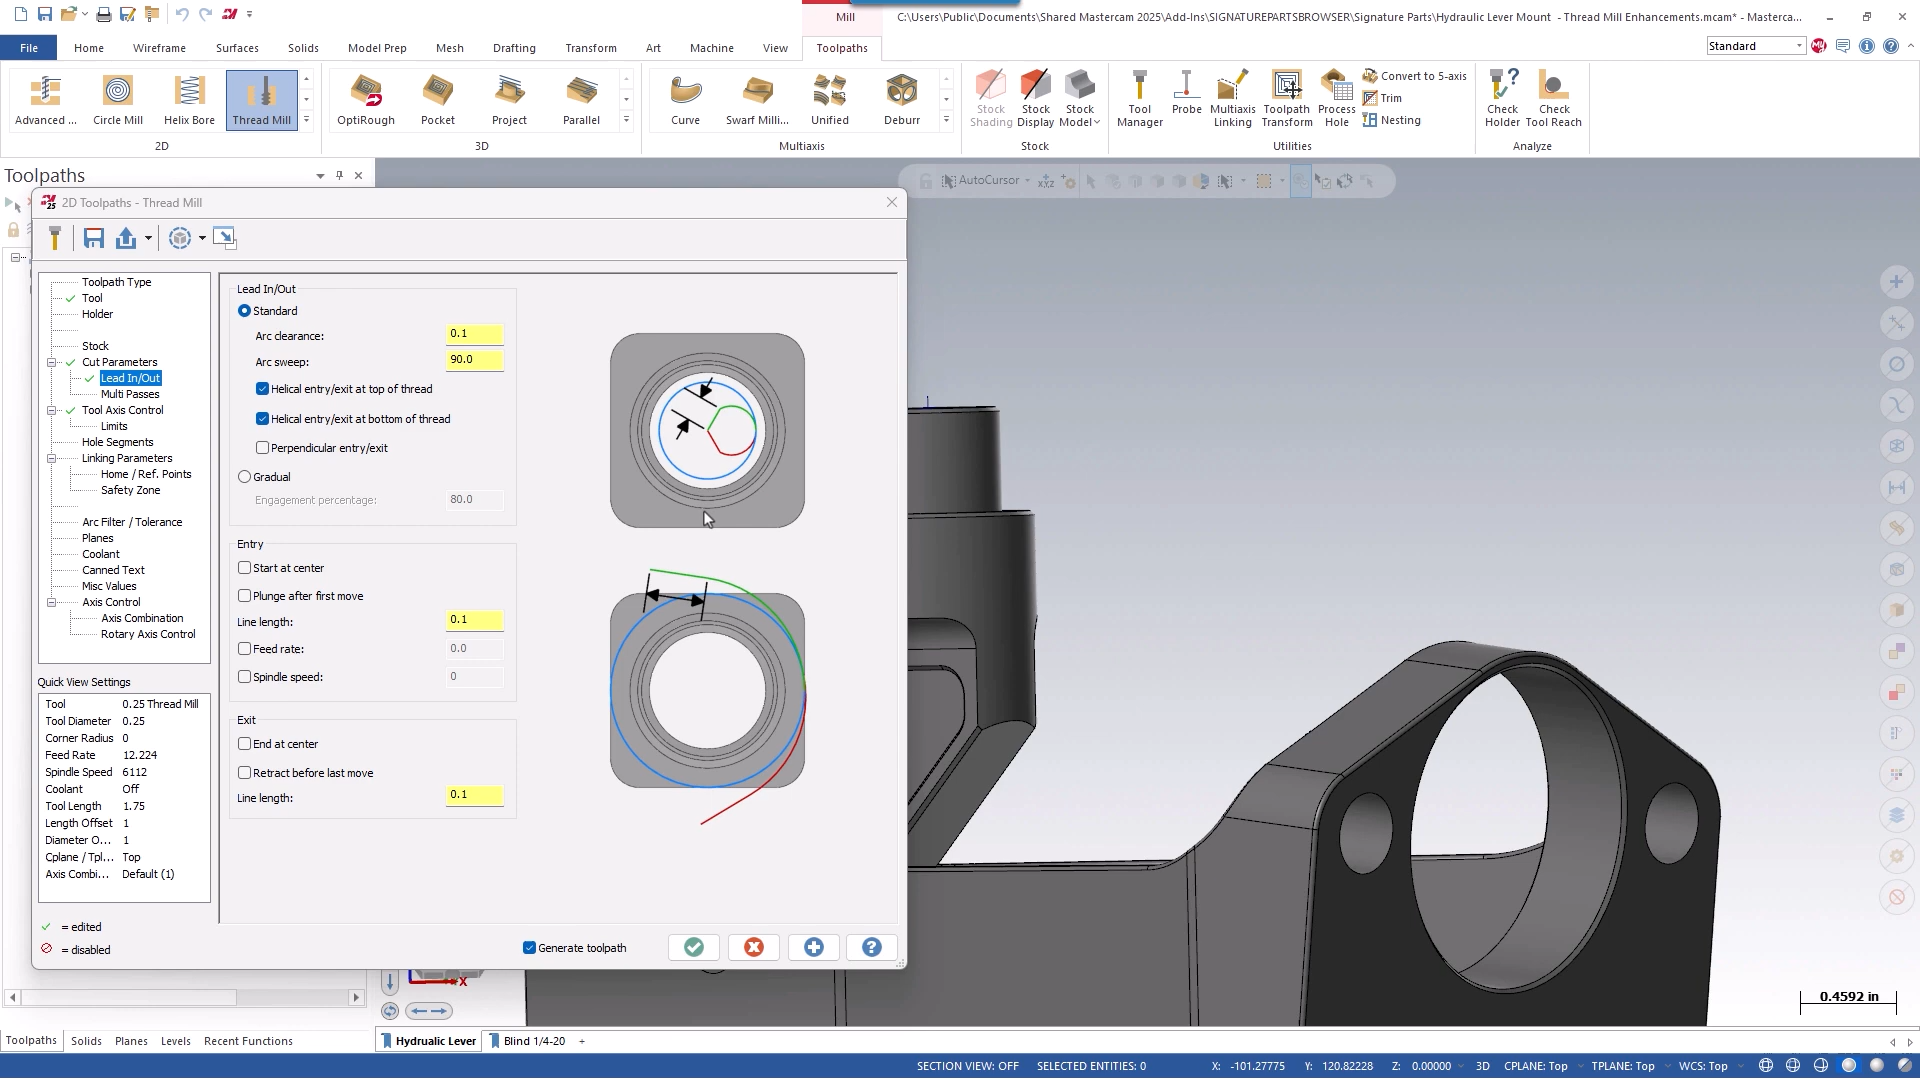 Mill
C:\Users\Public\Documents\Shared Mastercam 2025\Add-Ins\SIGNATUREPARTSBROWSER\Signature Parts\Hydraulic Lever Mount - Thread Mill Enhancements.mcam* - Masterca...
File
Home
Wireframe
Surfaces
Solids
Model Prep
Mesh
Drafting
Transform
Art
Machine
View
Toolpaths
Standard
Advanced ...
Circle Mill
Helix Bore
Thread Mill
2D
OptiRough
Pocket
Project
Parallel
3D
Curve
Swarf Milli...
Unified
Deburr
Multiaxis
Stock Shading
Stock Display
Stock Model
Stock
Tool Manager
Probe
Multiaxis Linking
Toolpath Transform
Process Hole
Convert to 5-axis
Trim
Nesting
Utilities
Check Holder
Check Tool Reach
Analyze
Toolpaths
AutoCursor
25
2D Toolpaths - Thread Mill
Toolpath Type
Tool
Holder
Stock
Cut Parameters
Lead In/Out
Multi Passes
Tool Axis Control
Limits
Hole Segments
Linking Parameters
Home / Ref. Points
Safety Zone
Arc Filter / Tolerance
Planes
Coolant
Canned Text
Misc Values
Axis Control
Axis Combination
Rotary Axis Control
Quick View Settings
Tool 0.25 Thread Mill
Tool Diameter 0.25
Corner Radius 0
Feed Rate 12.224
Spindle Speed 6112
Coolant Off
Tool Length 1.75
Length Offset 1
Diameter O... 1
Cplane / Tpl... Top
Axis Combi... Default (1)
= edited
= disabled
Lead In/Out
Standard
Arc clearance: 0.1
Arc sweep: 90.0
Helical entry/exit at top of thread
Helical entry/exit at bottom of thread
Perpendicular entry/exit
Gradual
Engagement percentage: 80.0
Entry
Start at center
Plunge after first move
Line length: 0.1
Feed rate: 0.0
Spindle speed: 0
Exit
End at center
Retract before last move
Line length: 0.1
Generate toolpath
X
0.4592 in
Toolpaths
Solids
Planes
Levels
Recent Functions
Hydrualic Lever
Blind 1/4-20
+
SECTION VIEW: OFF
SELECTED ENTITIES: 0
X: -101.27775
Y: 120.82228
Z: 0.00000
3D
CPLANE: Top
TPLANE: Top
WCS: Top